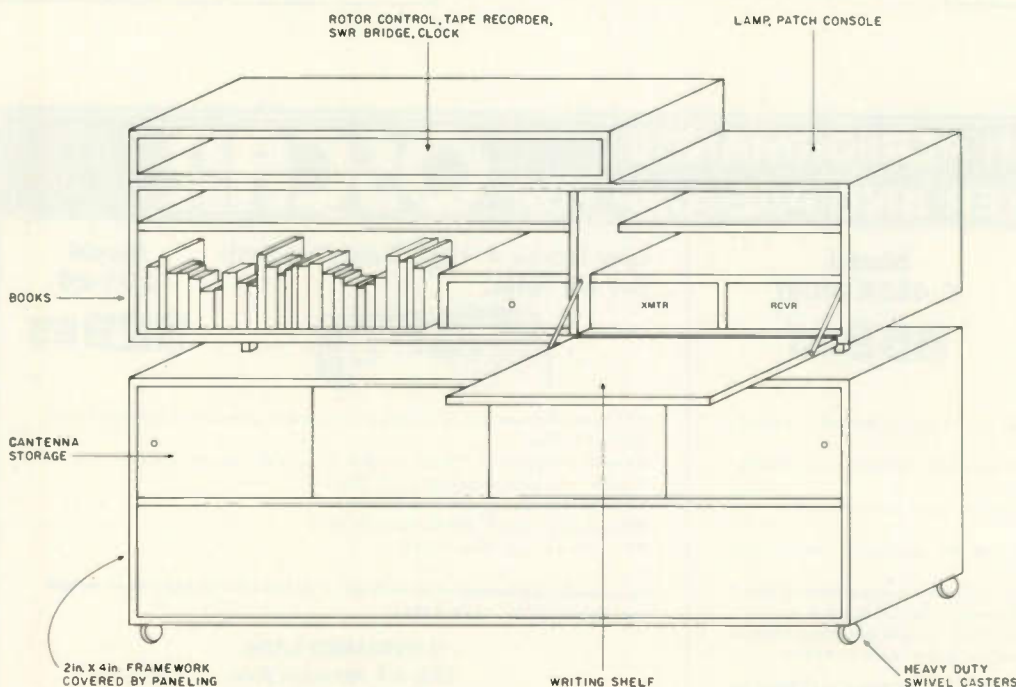 ROTOR CONTROL, TAPE RECORDER,
SWR BRIDGE, CLOCK
LAMP, PATCH CONSOLE
BOOKS
XMTR
RCVR
CANTENNA
STORAGE
2in. X 4in. FRAMEWORK
COVERED BY PANELING
WRITING SHELF
HEAVY DUTY
SWIVEL CASTERS